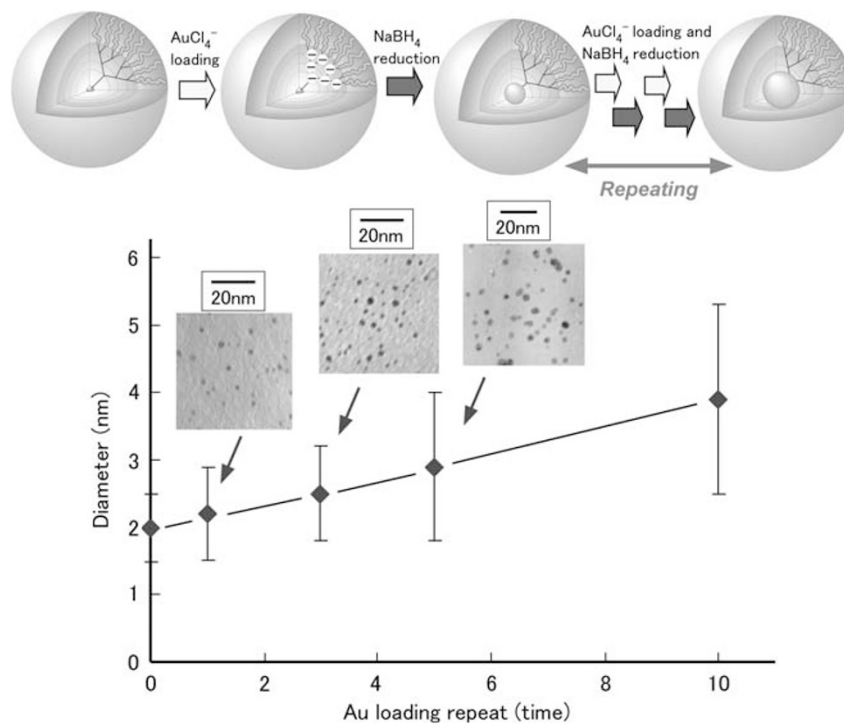 AuCl₄⁻
loading
NaBH₄
reduction
AuCl₄⁻ loading and
NaBH₄ reduction
Repeating
20nm
20nm
20nm
6
5
4
3
2
1
0
Diameter (nm)
0 2 4 6 8 10
Au loading repeat (time)